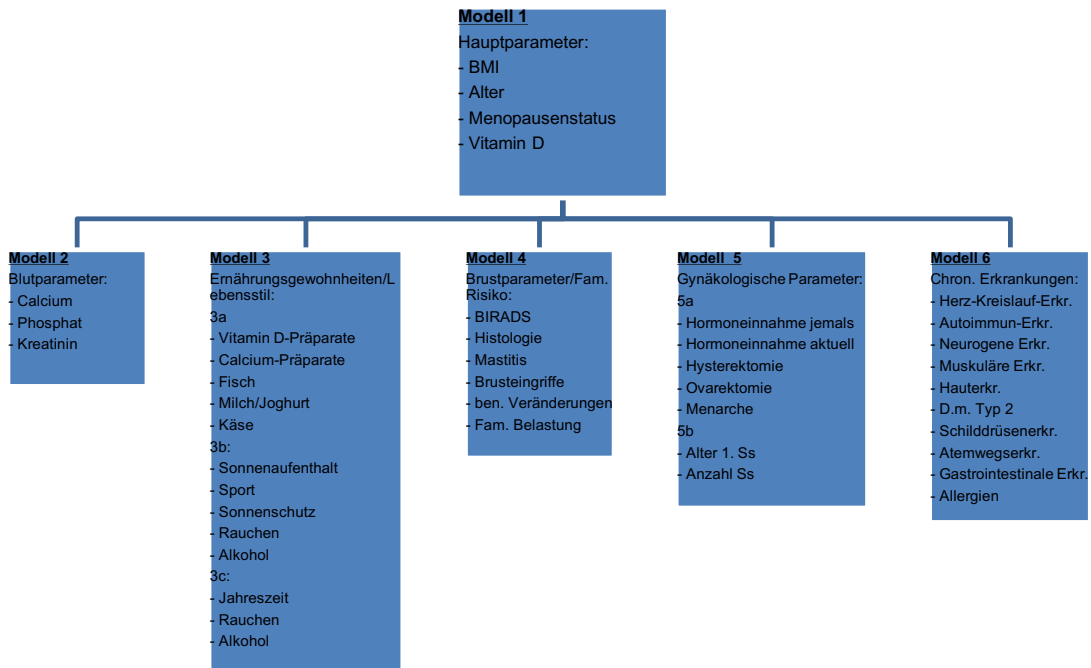 Modell 1
Hauptparameter:
- BMI
- Alter
- Menopausenstatus
- Vitamin D
Modell 2
Blutparameter:
- Calcium
- Phosphat
- Kreatinin
Modell 3
Ernährungsgewohnheiten/L
ebensstil:
3a
- Vitamin D-Präparate
- Calcium-Präparate
- Fisch
- Milch/Joghurt
- Käse
3b:
- Sonnenaufenthalt
- Sport
- Sonnenschutz
- Rauchen
- Alkohol
3c:
- Jahreszeit
- Rauchen
- Alkohol
Modell 4
Brustparameter/Fam.
Risiko:
- BIRADS
- Histologie
- Mastitis
- Brusteingriffe
- ben. Veränderungen
- Fam. Belastung
Modell 5
Gynäkologische Parameter:
5a
- Hormoneinnahme jemals
- Hormoneinnahme aktuell
- Hysterektomie
- Ovarektomie
- Menarche
5b
- Alter 1. Ss
- Anzahl Ss
Modell 6
Chron. Erkrankungen:
- Herz-Kreislauf-Erkr.
- Autoimmun-Erkr.
- Neurogene Erkr.
- Muskuläre Erkr.
- Hauterkr.
- D.m. Typ 2
- Schilddrüsenerkr.
- Atemwegserkr.
- Gastrointestinale Erkr.
- Allergien